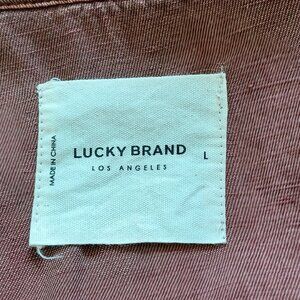 LUCKY BRAND L
LOS ANGELES
MADE IN CHINA